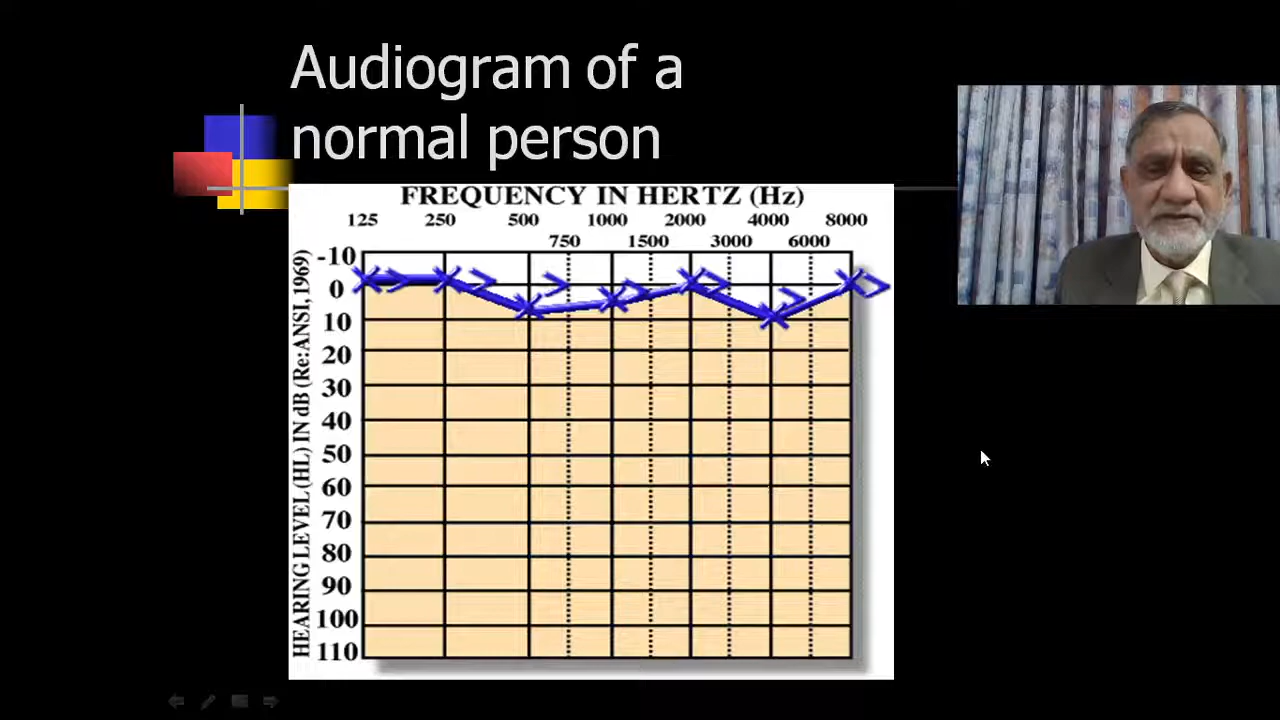 Audiogram of a
normal person
FREQUENCY IN HERTZ (Hz)
125 250 500 1000 2000 4000 8000
750 1500 3000 6000
HEARING LEVEL (HL) IN dB (Re:ANSI, 1969)
-10
0
10
20
30
40
50
60
70
80
90
100
110